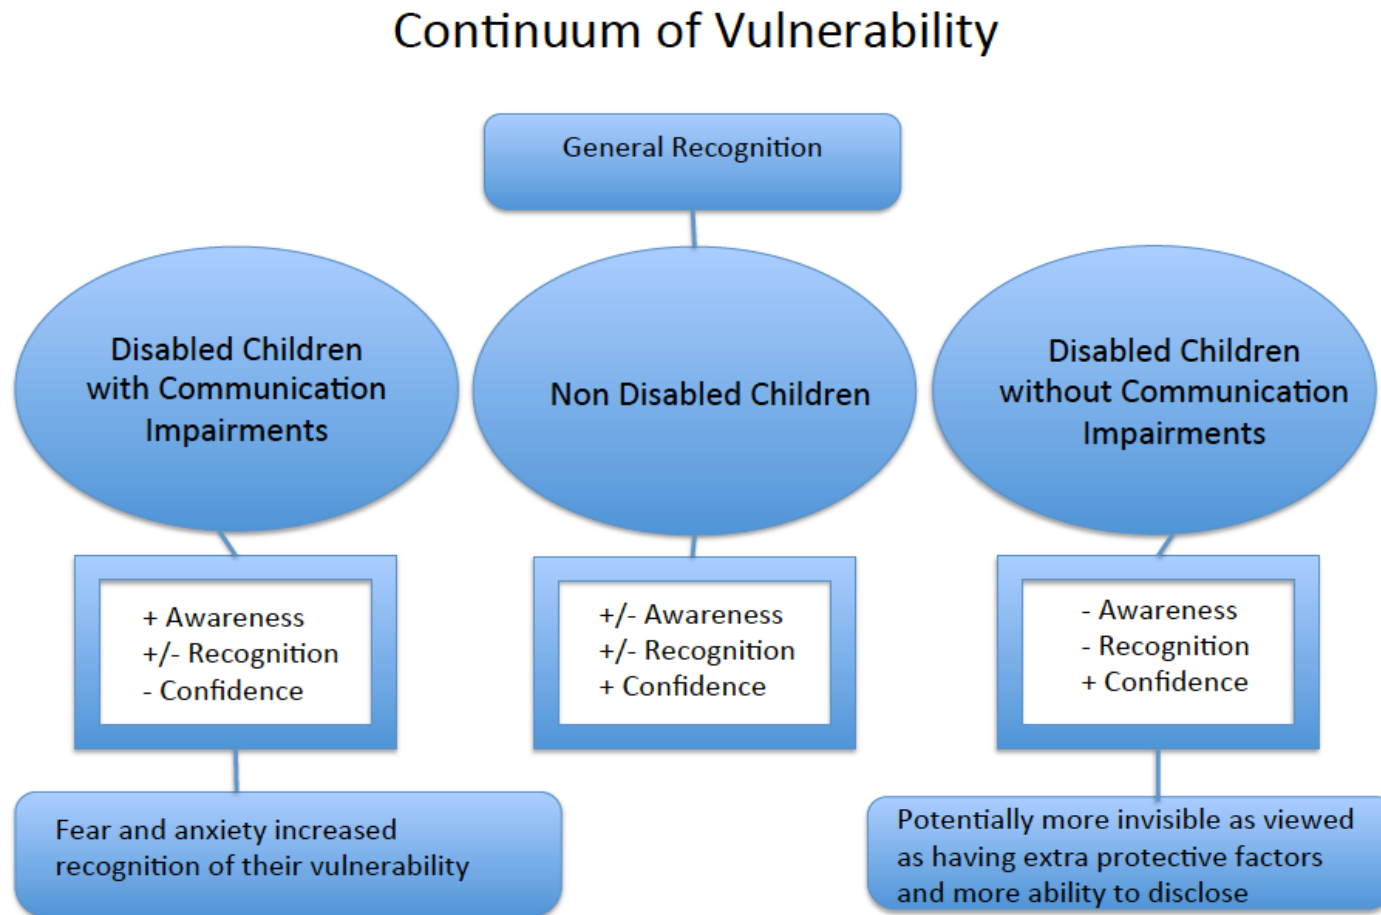 Continuum of Vulnerability
General Recognition
Disabled Children
with Communication
Impairments
Non Disabled Children
Disabled Children
without Communication
Impairments
+ Awareness
+/- Recognition
- Confidence
+/- Awareness
+/- Recognition
+ Confidence
- Awareness
- Recognition
+ Confidence
Fear and anxiety increased
recognition of their vulnerability
Potentially more invisible as viewed
as having extra protective factors
and more ability to disclose